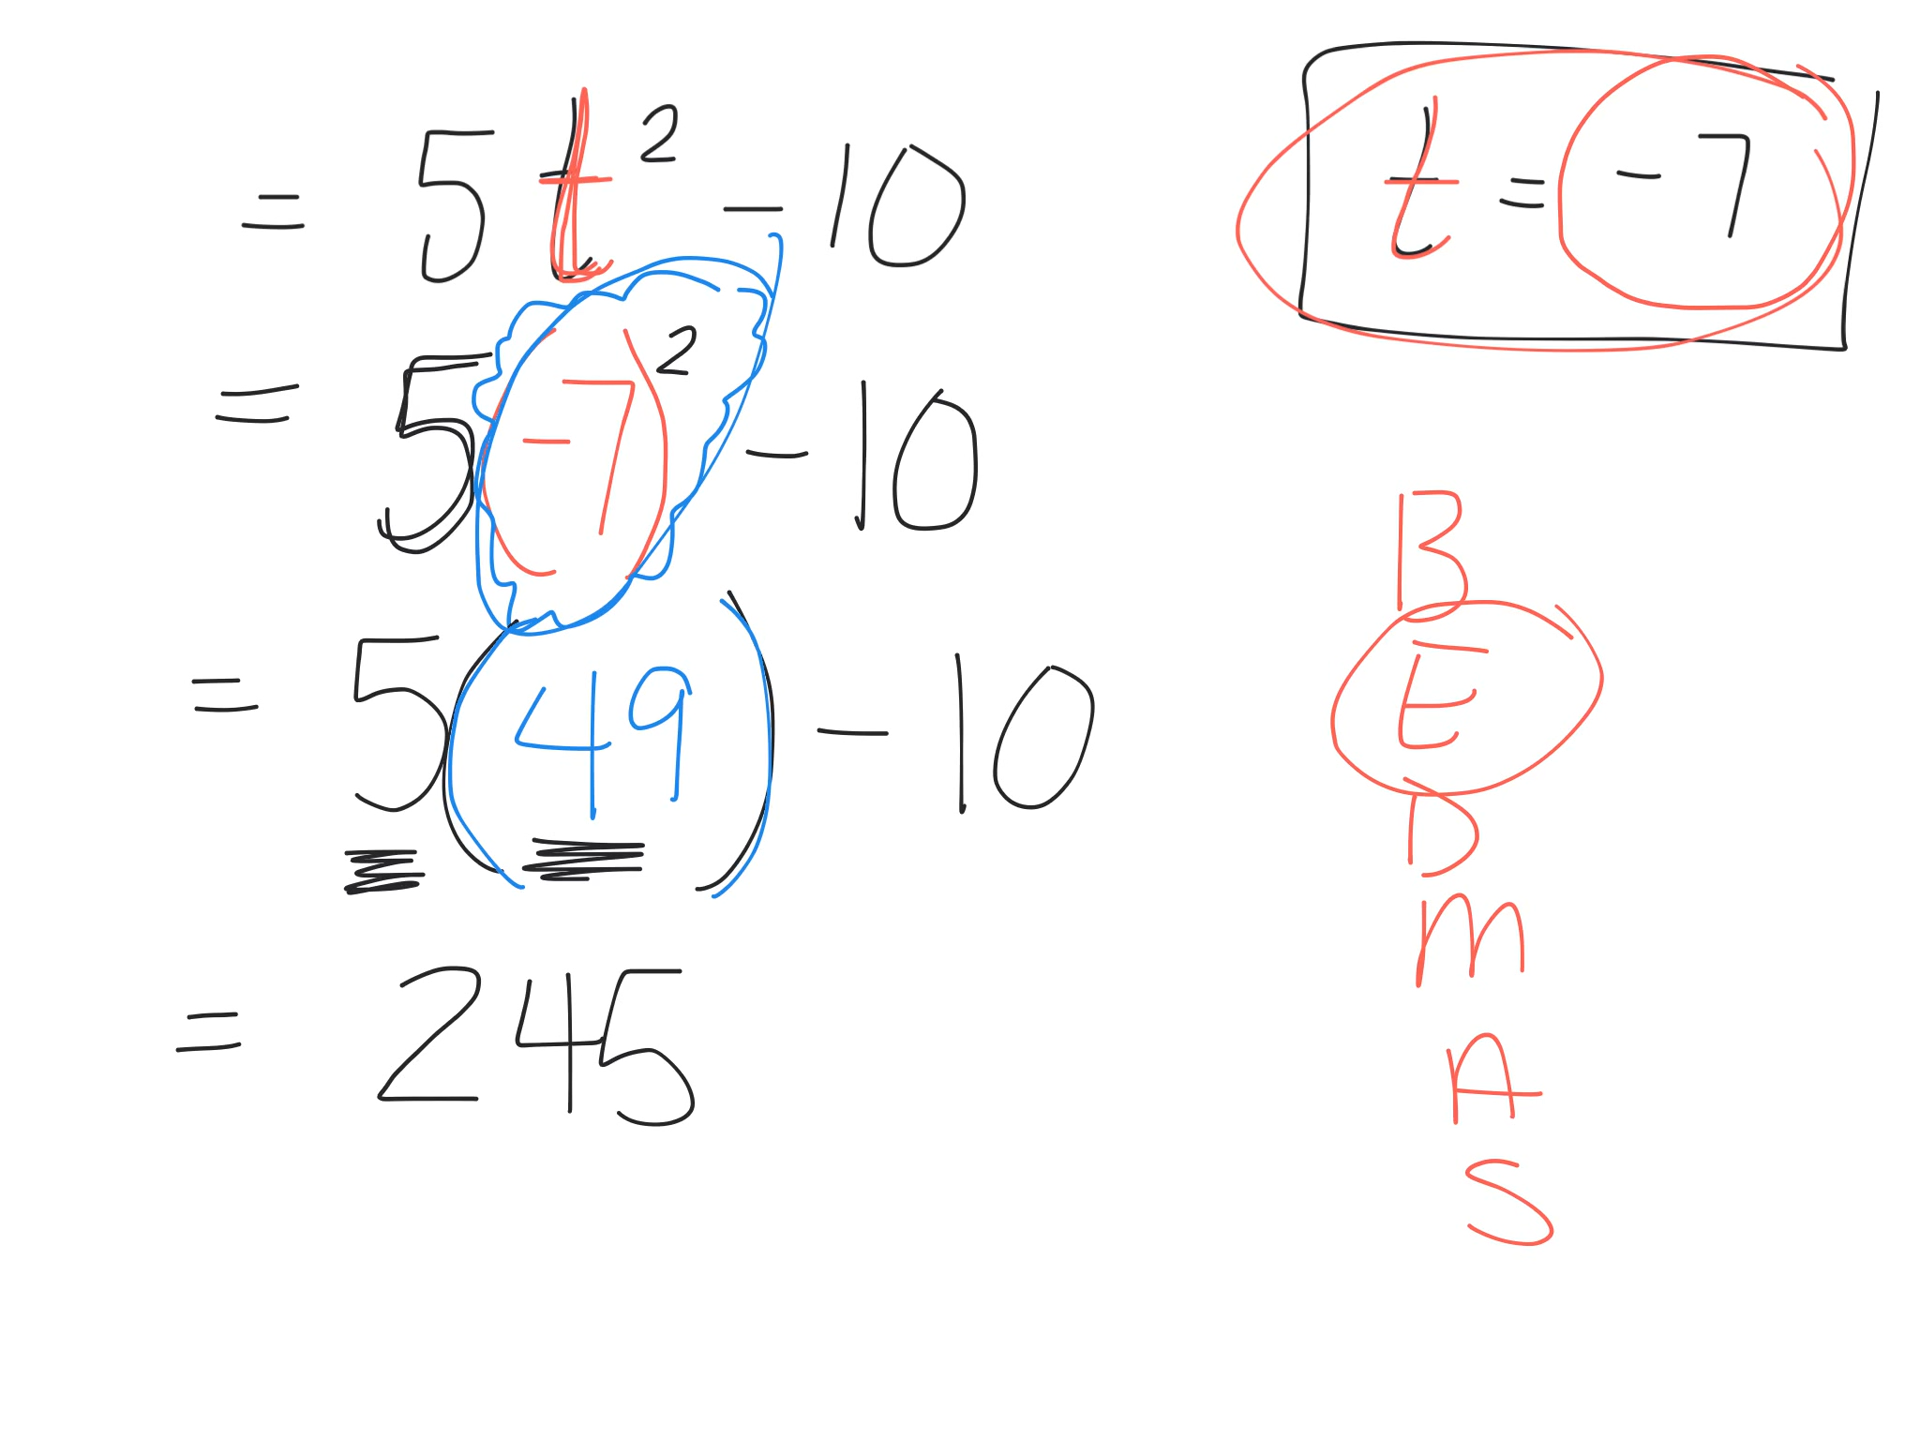 = 5t² - 10
= 5(-7)² - 10
= 5(49) - 10
= 245
t = -7
B
E
D
M
A
S